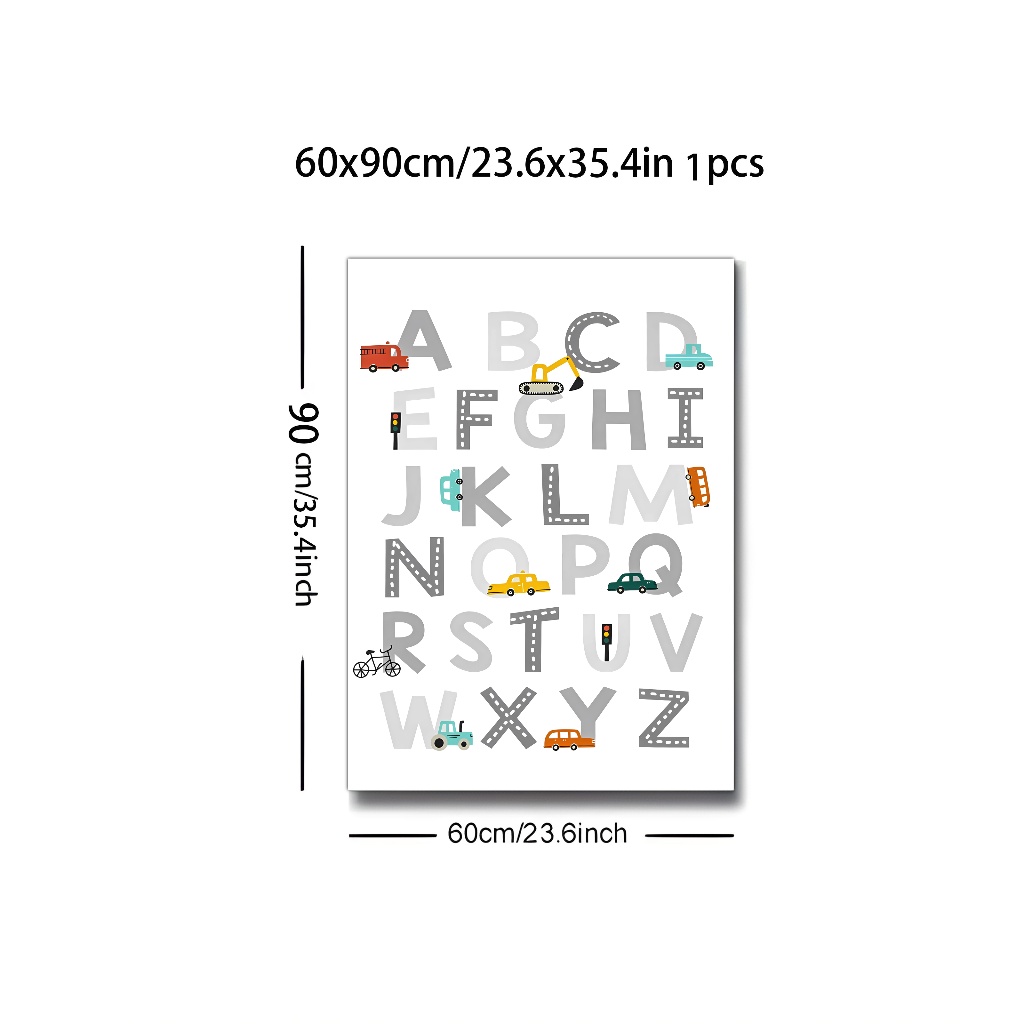 60x90cm/23.6x35.4in 1pcs
90 cm/35.4inch
A B C D
E F G H I
J K L M
N O P Q
R S T U V
W X Y Z
60cm/23.6inch